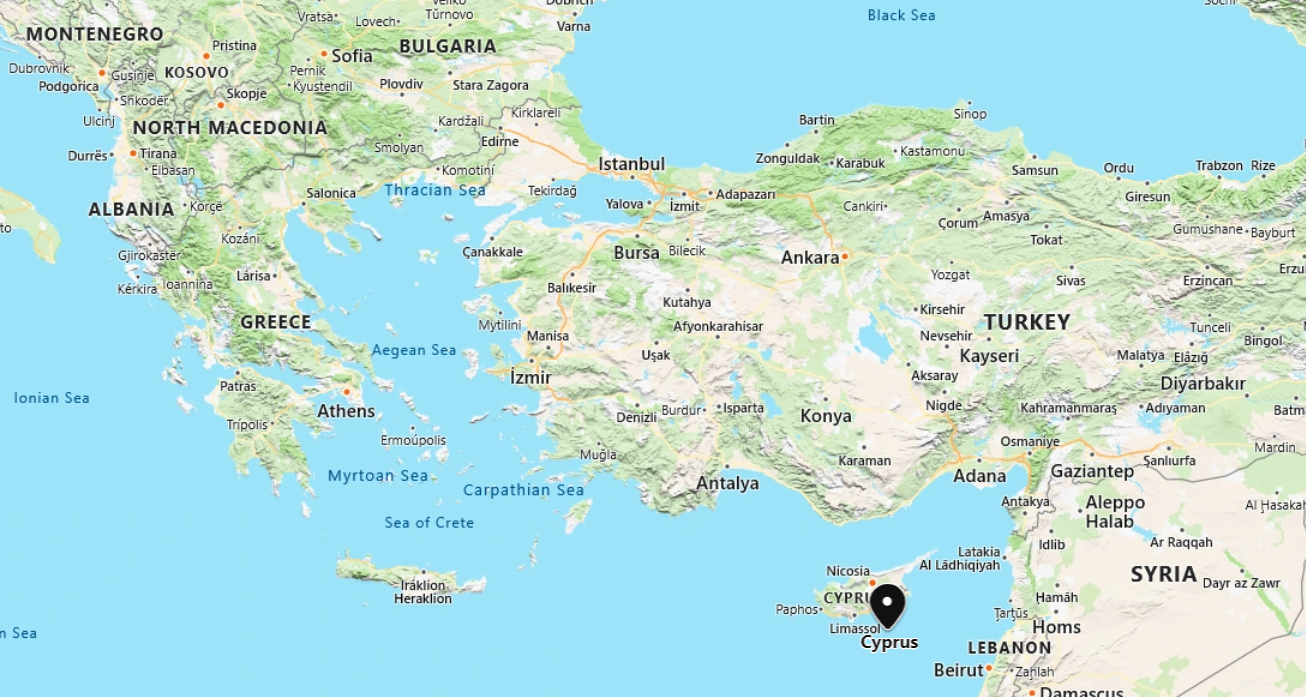 Dobrich
Sochi
Vratsa
Lovech
Veliko
Tŭrnovo
Varna
Black Sea
MONTENEGRO
Pristina
Sofia
BULGARIA
Dubrovnik
Gusinje
KOSOVO
Pernik
Podgorica
Kyustendil
Plovdiv
Stara Zagora
Shkodër
Skopje
Ulcinj
NORTH MACEDONIA
Kardžali
Kirklareli
Edirne
Bartin
Sinop
Durrës
Tirana
Elbasan
Smolyan
Komotiní
Istanbul
Zonguldak
Karabuk
Kastamonu
Samsun
Ordu
Trabzon
Rize
Salonica
Thracian Sea
Tekirdağ
Yalova
İzmit
Adapazarı
Giresun
ALBANIA
Korçë
Cankiri
Çorum
Amasya
Gumushane
Bayburt
Kozáni
Gjirokastër
Çanakkale
Bursa
Bilecik
Ankara
Tokat
Kérkira
Ioannina
Lárisa
Balıkesir
Yozgat
Sivas
Erzincan
Erzu
Kutahya
Kirsehir
GREECE
Mytilini
Manisa
Afyonkarahisar
Nevsehir
TURKEY
Tunceli
Bingol
Aegean Sea
Uşak
Kayseri
Malatya
Elâzığ
Patras
İzmir
Aksaray
Diyarbakır
Ionian Sea
Athens
Denizli
Burdur
Isparta
Konya
Nigde
Kahramanmaraş
Adıyaman
Batm
Trípolis
Ermoúpolis
Osmaniye
Mardin
Muğla
Karaman
Şanlıurfa
Myrtoan Sea
Carpathian Sea
Antalya
Adana
Gaziantep
Antakya
Aleppo
Halab
Al Ḩasakah
Sea of Crete
Idlib
Ar Raqqah
Latakia
Al Lādhiqīyah
Nicosia
SYRIA
Dayr az Zawr
Iráklion
Heraklion
CYPRU
Ḩamāh
Paphos
Limassol
Ţarţūs
Homs
n Sea
Cyprus
LEBANON
Beirut
Zaḩlah
Damascus
to